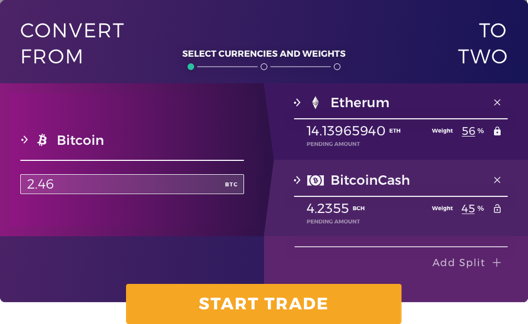 CONVERT
FROM
SELECT CURRENCIES AND WEIGHTS
TO
TWO
Bitcoin
2.46 BTC
Etherum
14.13965940 ETH Weight 56 %
PENDING AMOUNT
BitcoinCash
4.2355 BCH Weight 45 %
PENDING AMOUNT
Add Split +
START TRADE